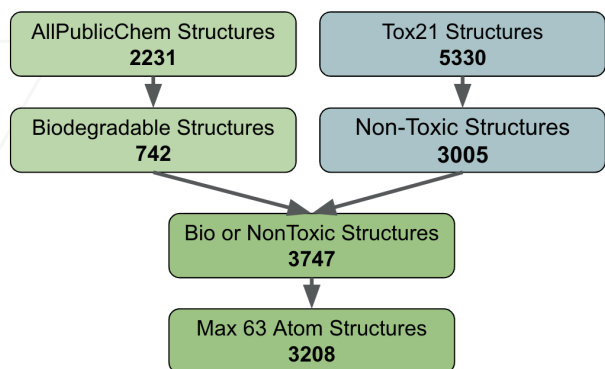 AllPublicChem Structures
2231
Tox21 Structures
5330
Biodegradable Structures
742
Non-Toxic Structures
3005
Bio or NonToxic Structures
3747
Max 63 Atom Structures
3208